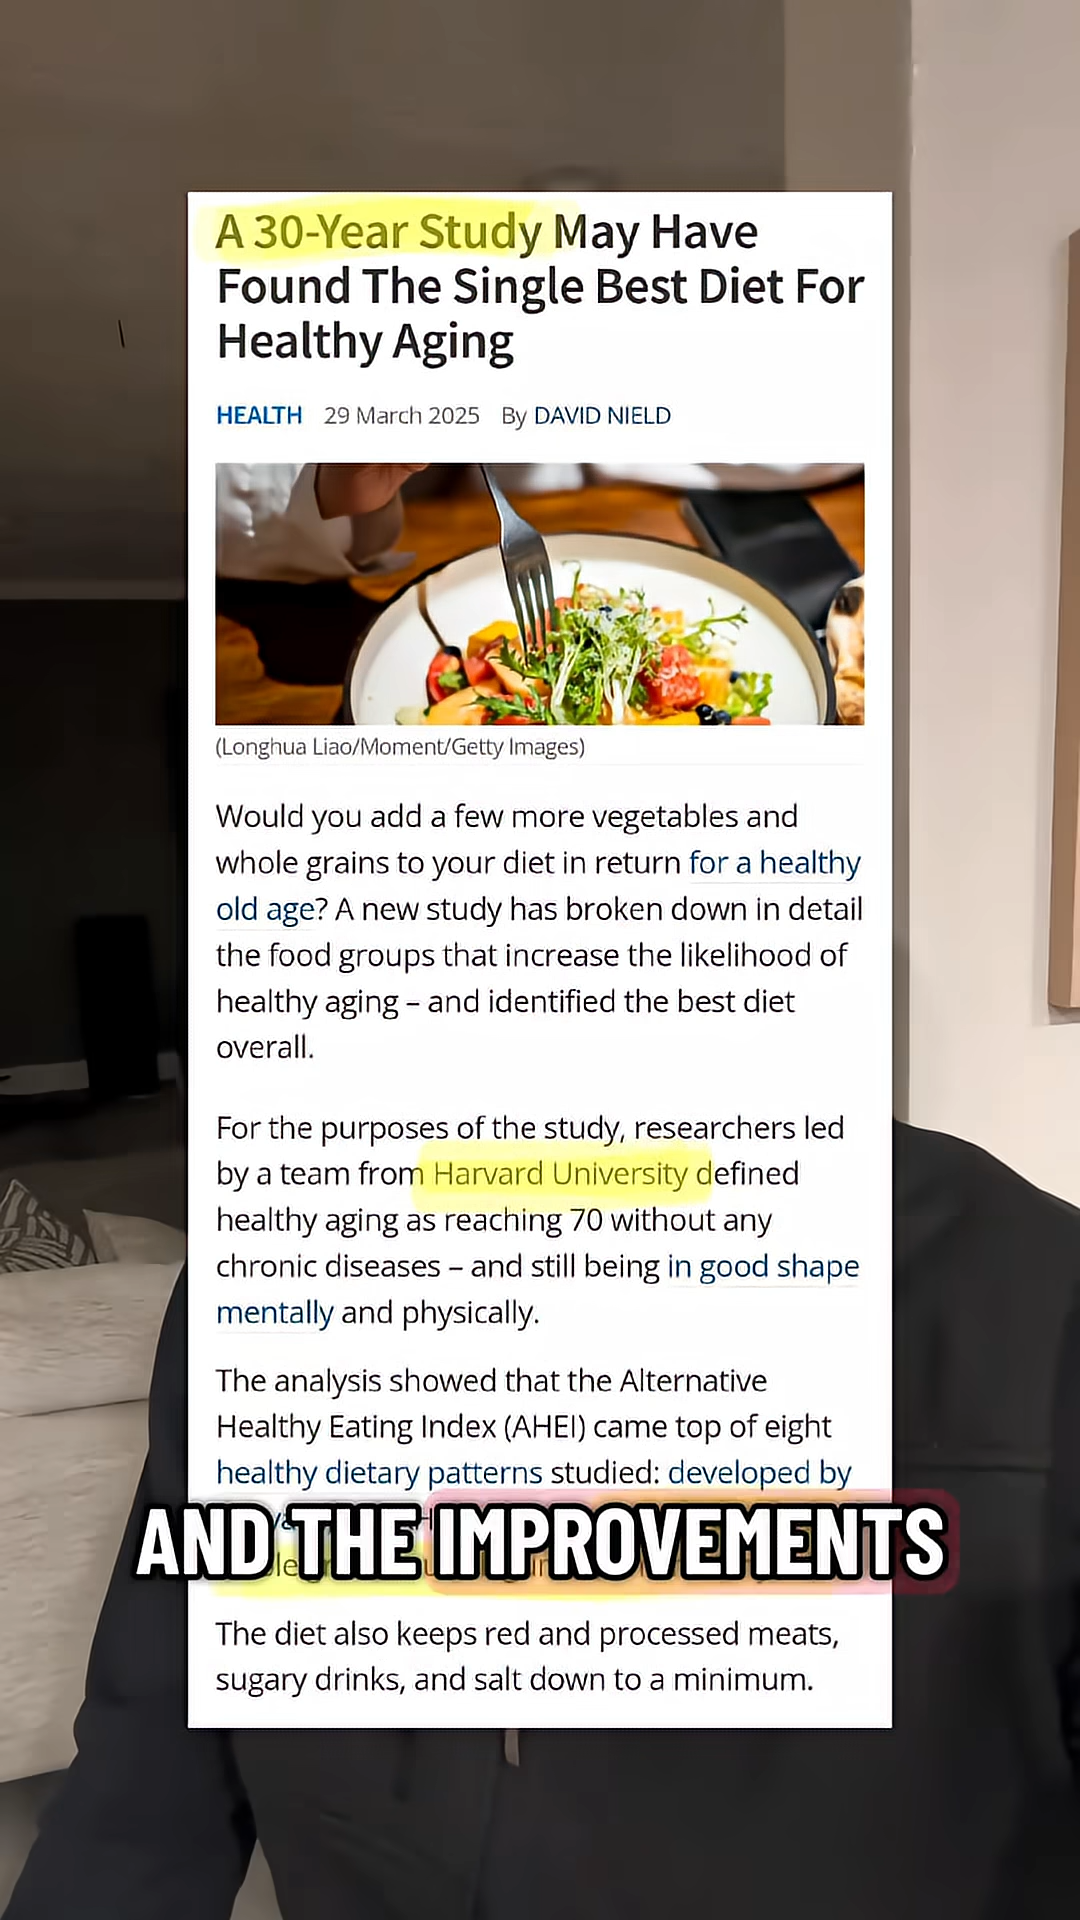 A 30-Year Study May Have
Found The Single Best Diet For
Healthy Aging
HEALTH 29 March 2025 By DAVID NIELD
(Longhua Liao/Moment/Getty Images)
Would you add a few more vegetables and
whole grains to your diet in return for a healthy
old age? A new study has broken down in detail
the food groups that increase the likelihood of
healthy aging – and identified the best diet
overall.
For the purposes of the study, researchers led
by a team from Harvard University defined
healthy aging as reaching 70 without any
chronic diseases – and still being in good shape
mentally and physically.
The analysis showed that the Alternative
Healthy Eating Index (AHEI) came top of eight
healthy dietary patterns studied: developed by
AND THE IMPROVEMENTS
The diet also keeps red and processed meats,
sugary drinks, and salt down to a minimum.